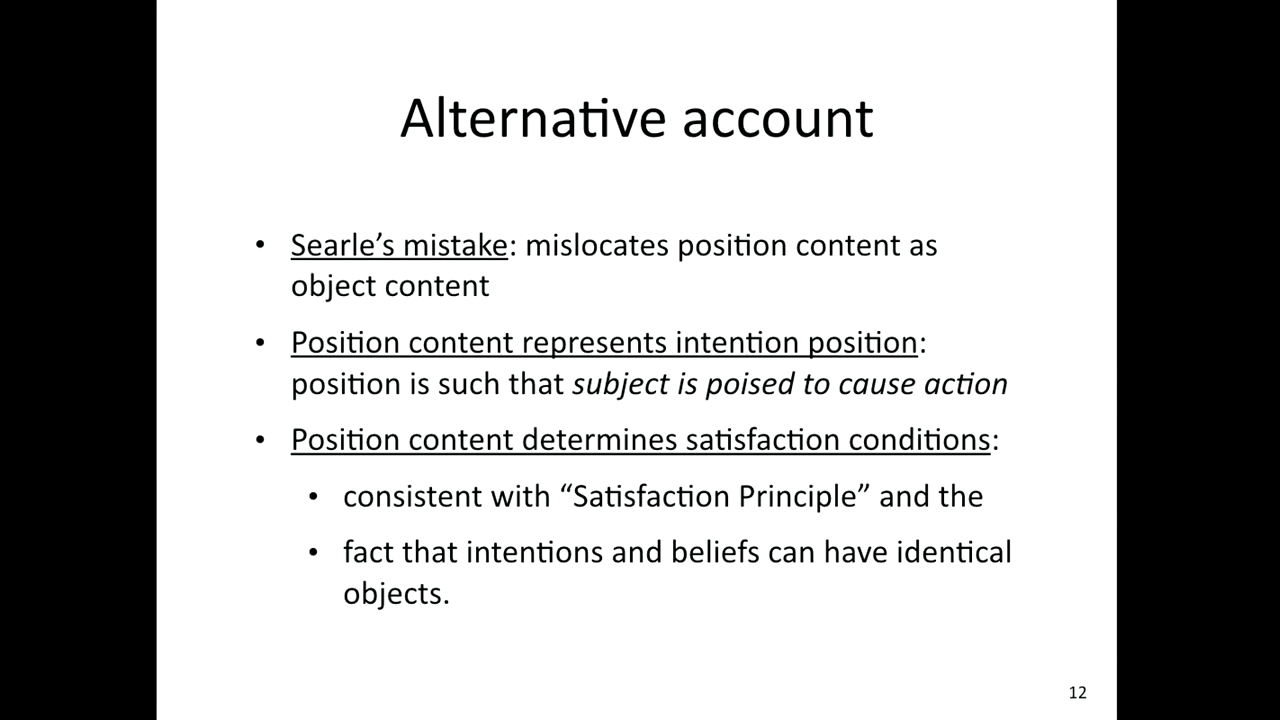 Alternative account
• Searle’s mistake: mislocates position content as
object content
• Position content represents intention position:
position is such that subject is poised to cause action
• Position content determines satisfaction conditions:
• consistent with “Satisfaction Principle” and the
• fact that intentions and beliefs can have identical
objects.
12